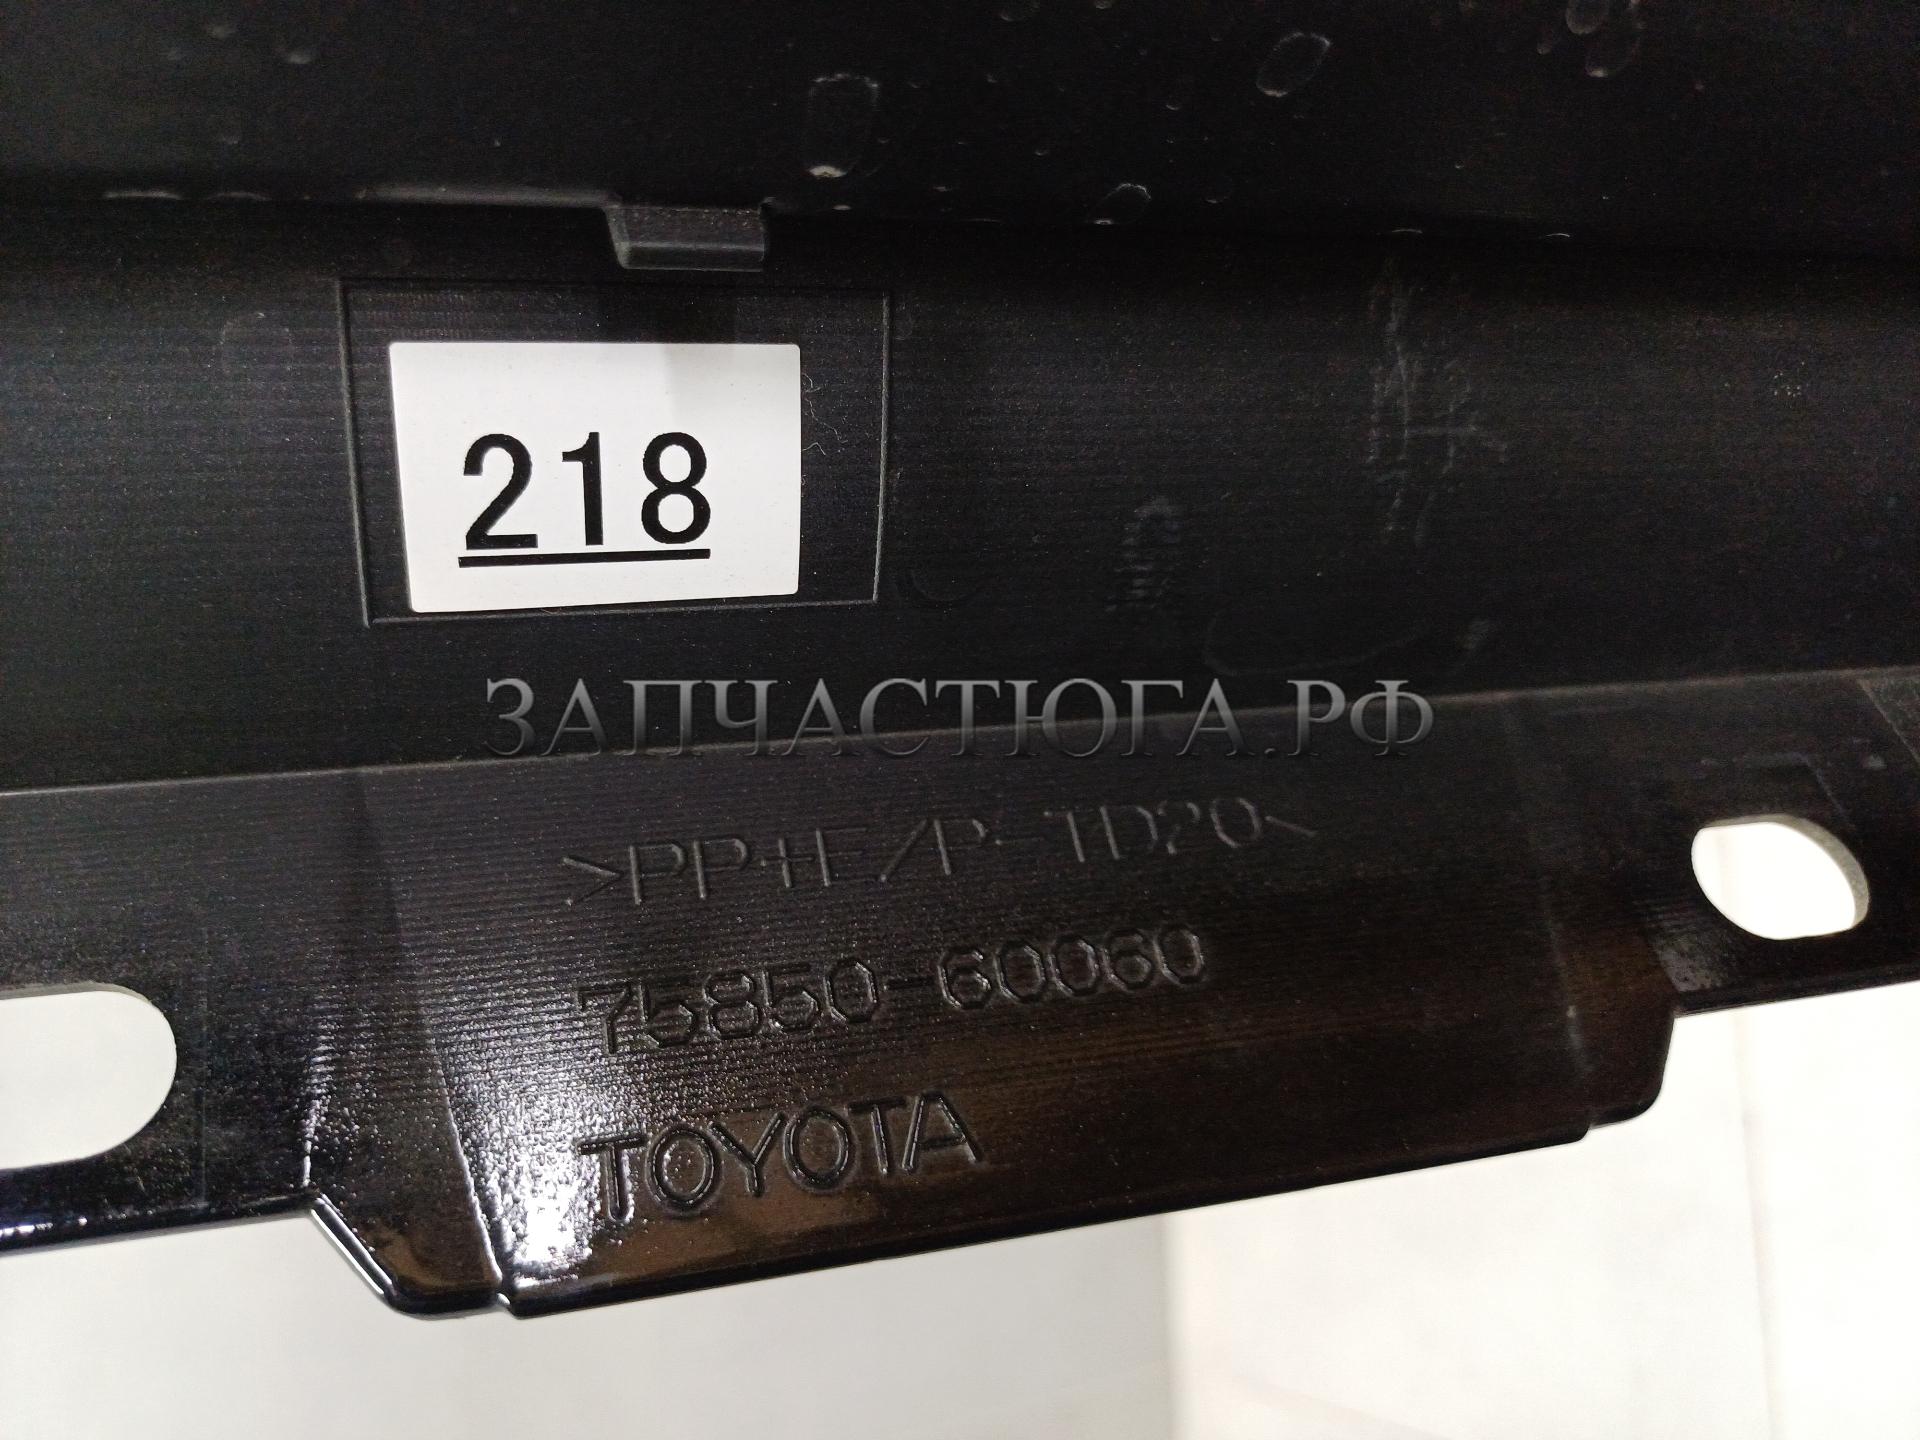 218
ЗАПЧАСТЮГА.РФ
>PP+E/P-TD20<
75850-60060
TOYOTA